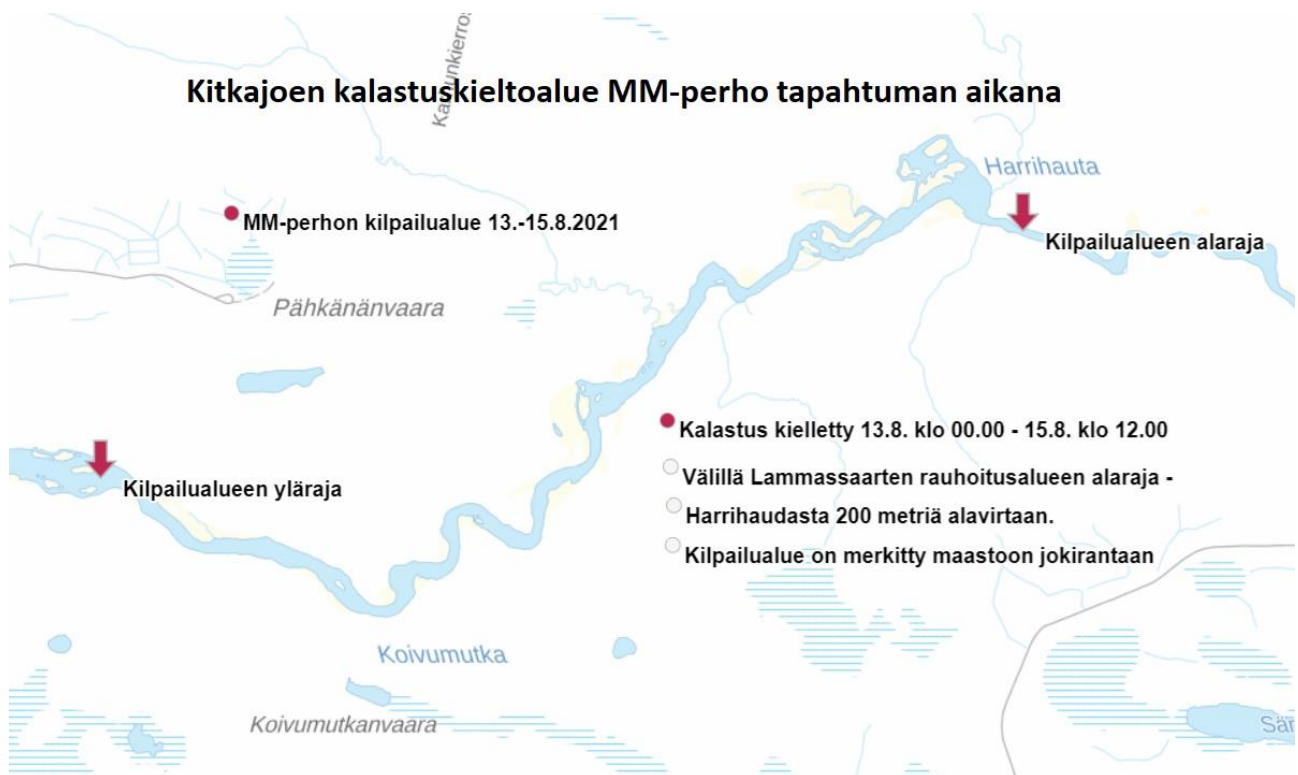 Kitkajoen kalastuskieltoalue MM-perho tapahtuman aikana
Harrihauta
MM-perhon kilpailualue 13.-15.8.2021
Kilpailualueen alaraja
Pähkänänvaara
Kalastus kielletty 13.8. klo 00.00 - 15.8. klo 12.00
Välillä Lammassaarten rauhoitusalueen alaraja -
Kilpailualueen yläraja
Harrihaudasta 200 metriä alavirtaan.
Kilpailualue on merkitty maastoon jokirantaan
Koivumutka
Koivumutkanvaara
Sär